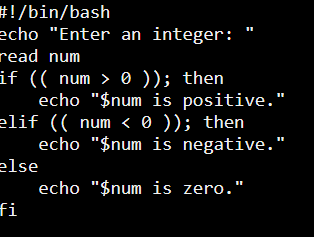 #!/bin/bash
echo "Enter an integer: "
read num
if (( num > 0 )); then
    echo "$num is positive."
elif (( num < 0 )); then
    echo "$num is negative."
else
    echo "$num is zero."
fi